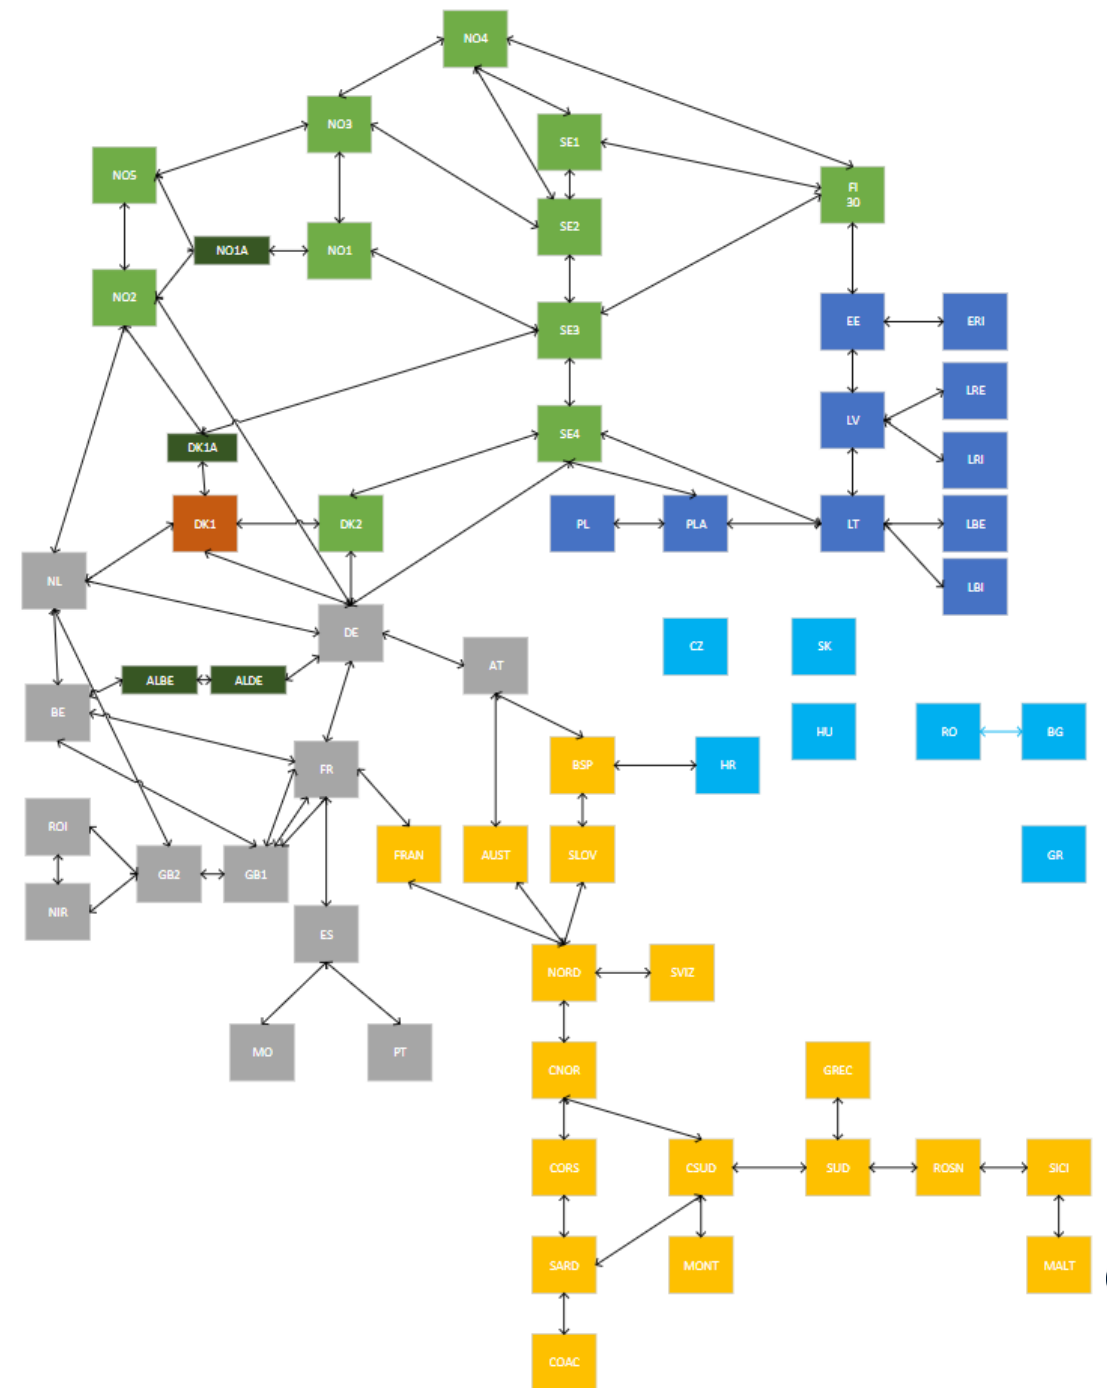 NO4
NO3
SE1
NO5
FI
30
SE2
NO1A
NO1
NO2
EE
ERI
SE3
LRE
LV
SE4
DK1A
LRI
DK1
DK2
PL
PLA
LT
LBE
NL
LBI
DE
CZ
SK
AT
ALBE
ALDE
BE
HU
RO
BG
FR
BSP
HR
ROI
FRAN
AUST
SLOV
GR
GB2
GB1
NIR
ES
NORD
SVIZ
MO
PT
CNOR
GREC
CORS
CSUD
SUD
ROSN
SICI
SARD
MONT
MALT
COAC